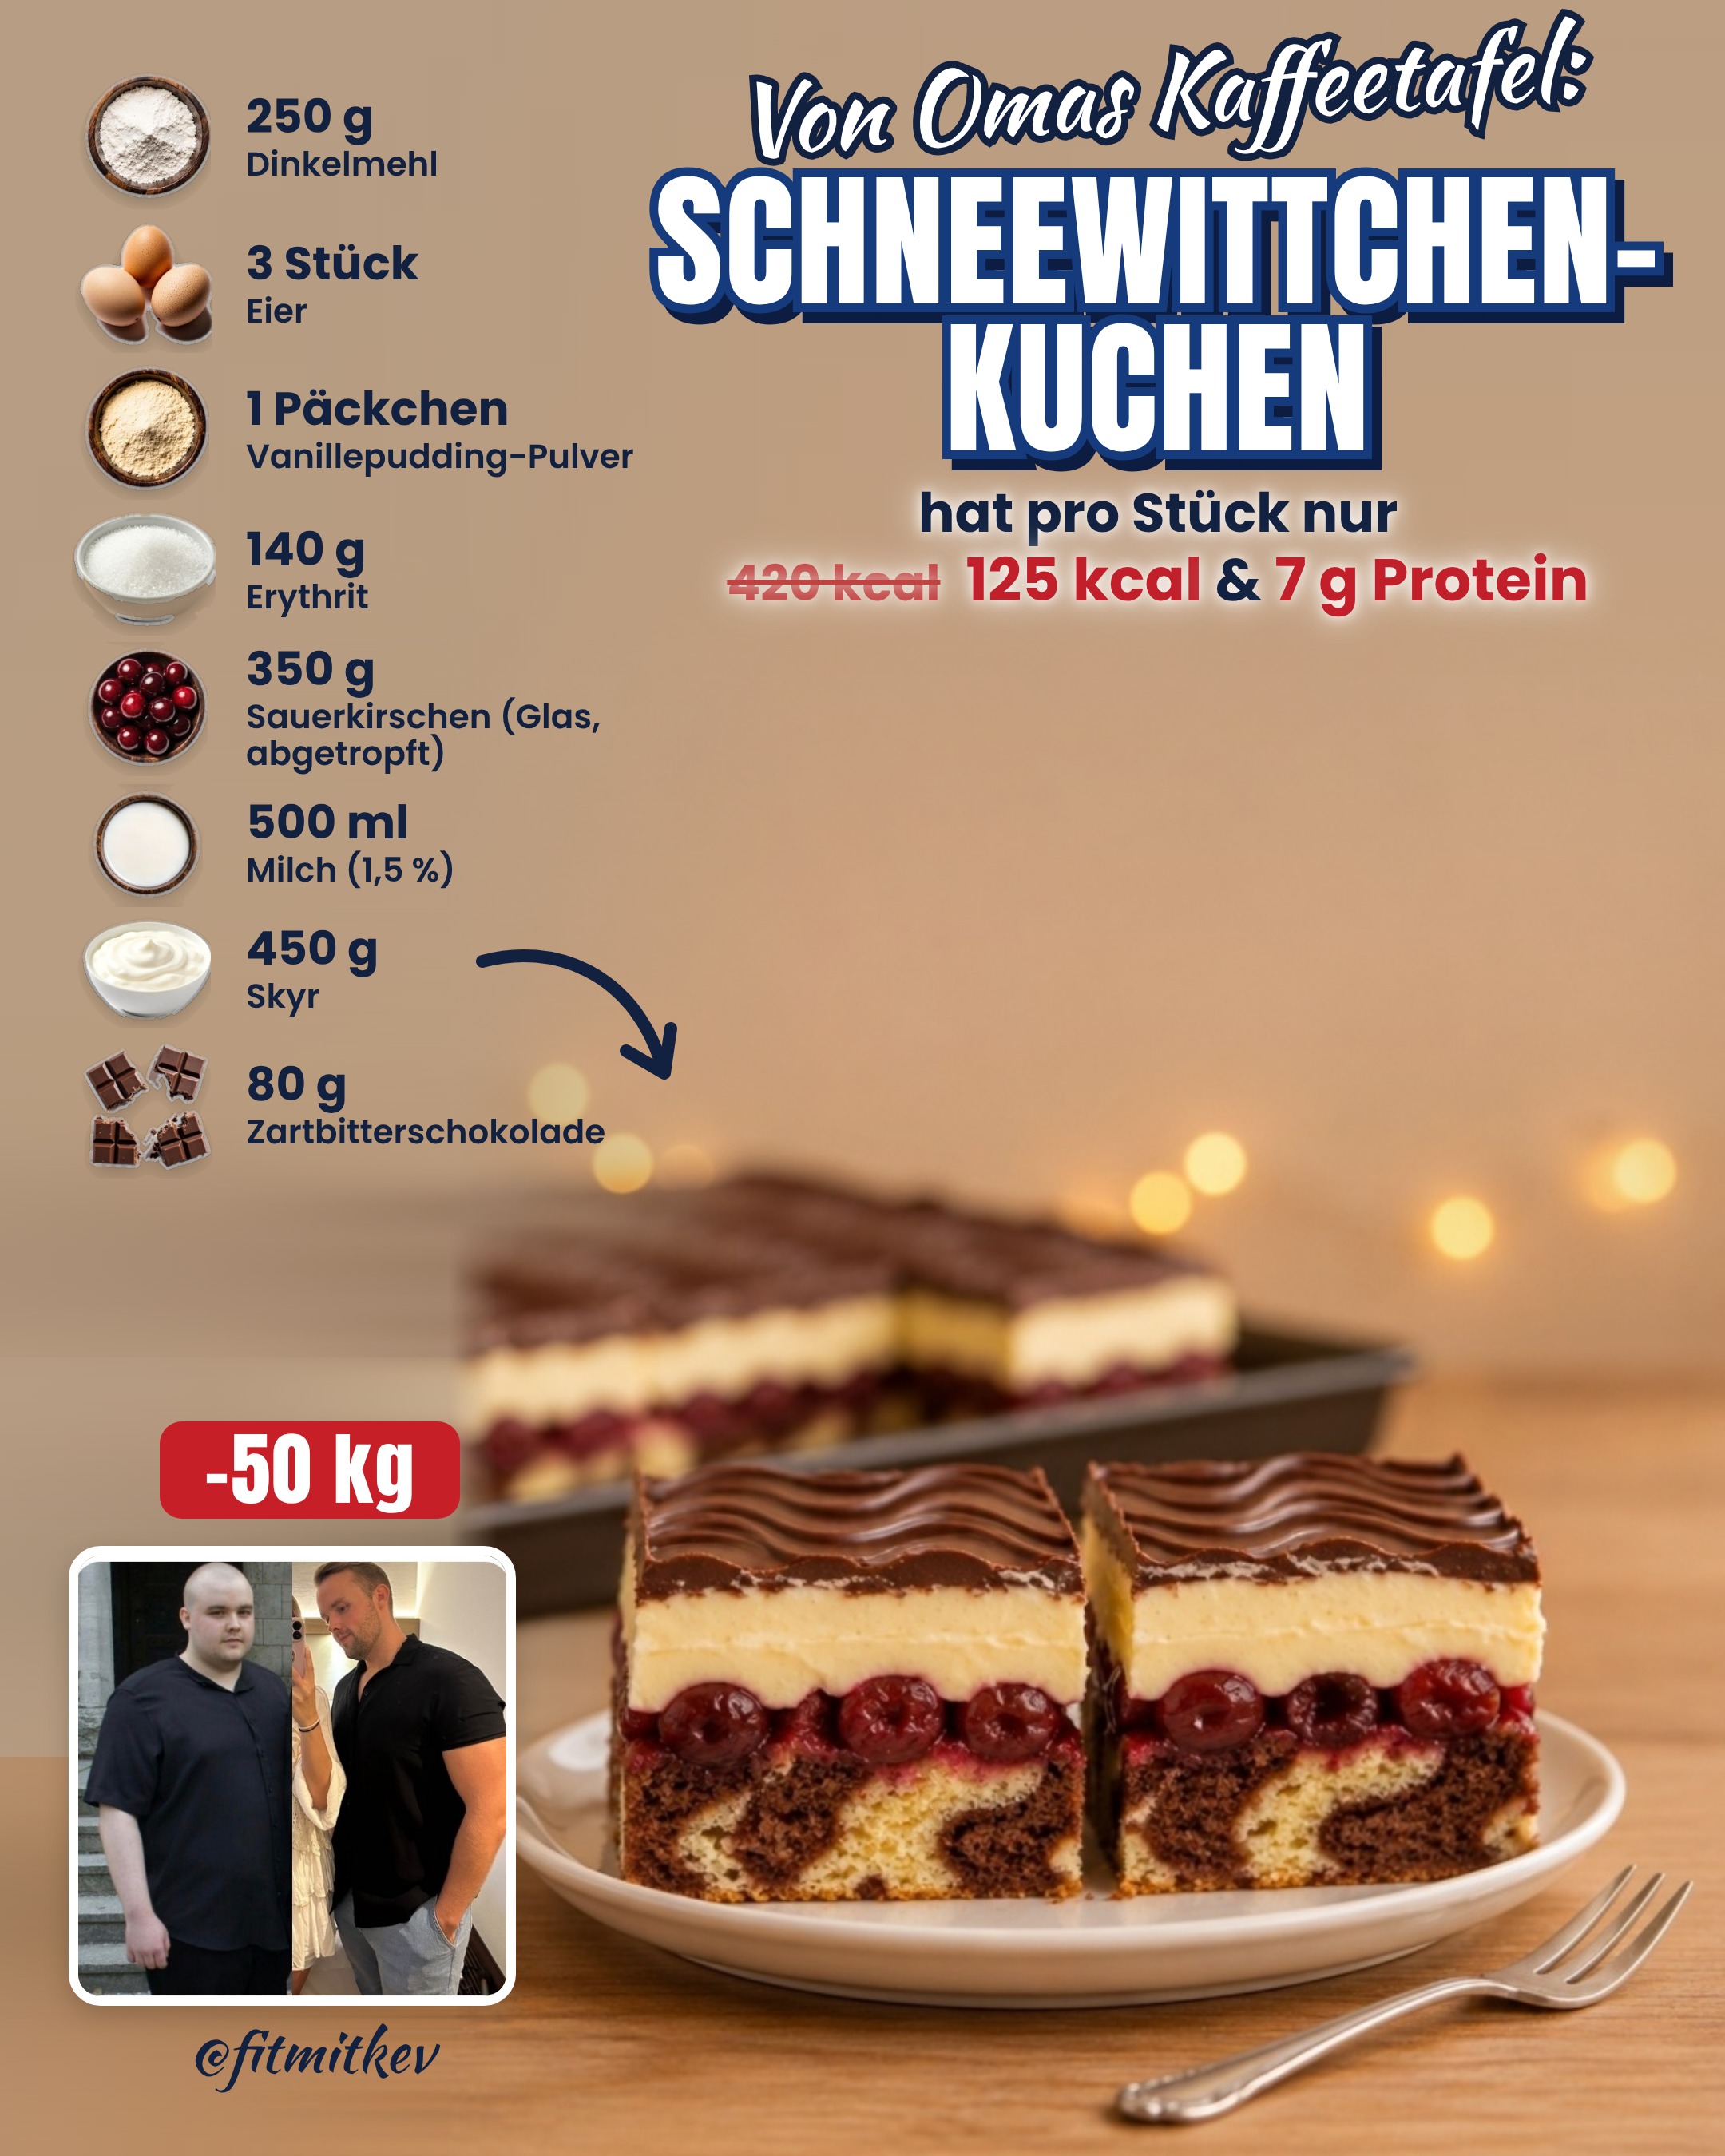 Von Omas Kaffeetafel:
SCHNEEWITTCHEN-
KUCHEN
hat pro Stück nur
420 kcal 125 kcal & 7 g Protein
250 g
Dinkelmehl
3 Stück
Eier
1 Päckchen
Vanillepudding-Pulver
140 g
Erythrit
350 g
Sauerkirschen (Glas,
abgetropft)
500 ml
Milch (1,5 %)
450 g
Skyr
80 g
Zartbitterschokolade
-50 kg
@fitmitkev